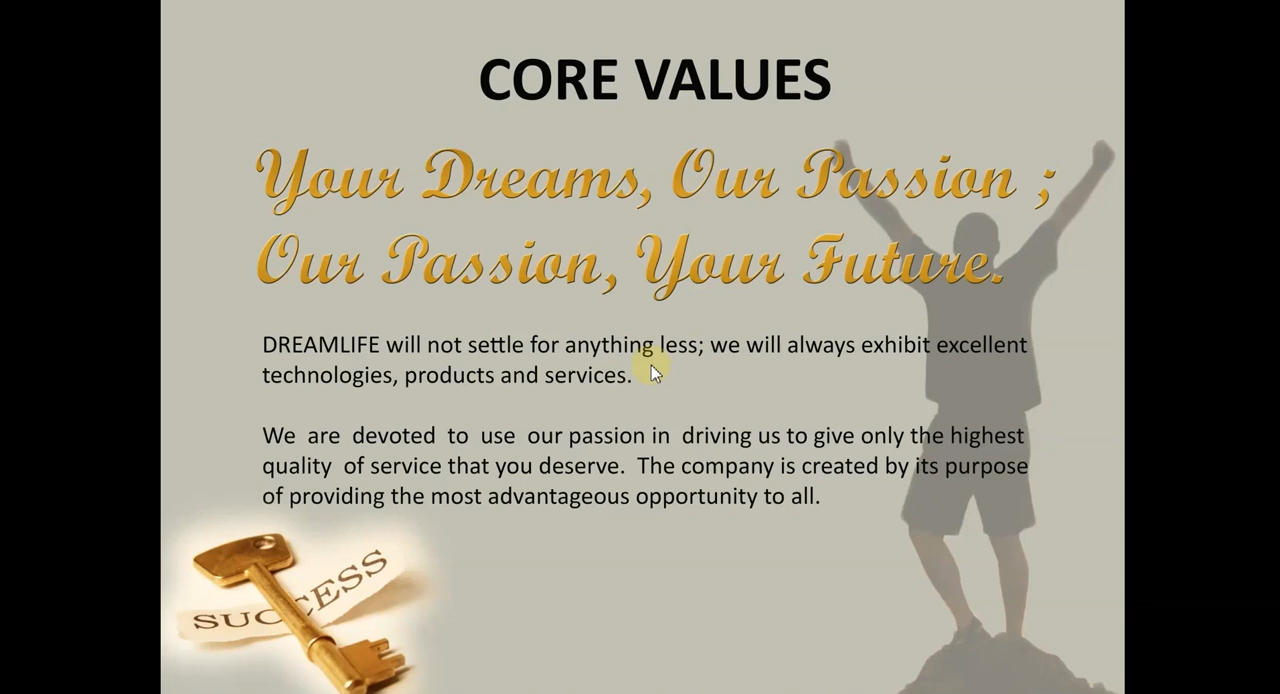 CORE VALUES
Your Dreams, Our Passion ;
Our Passion, Your Future.
DREAMLIFE will not settle for anything less; we will always exhibit excellent
technologies, products and services.
We are devoted to use our passion in driving us to give only the highest
quality of service that you deserve. The company is created by its purpose
of providing the most advantageous opportunity to all.
SUCCESS